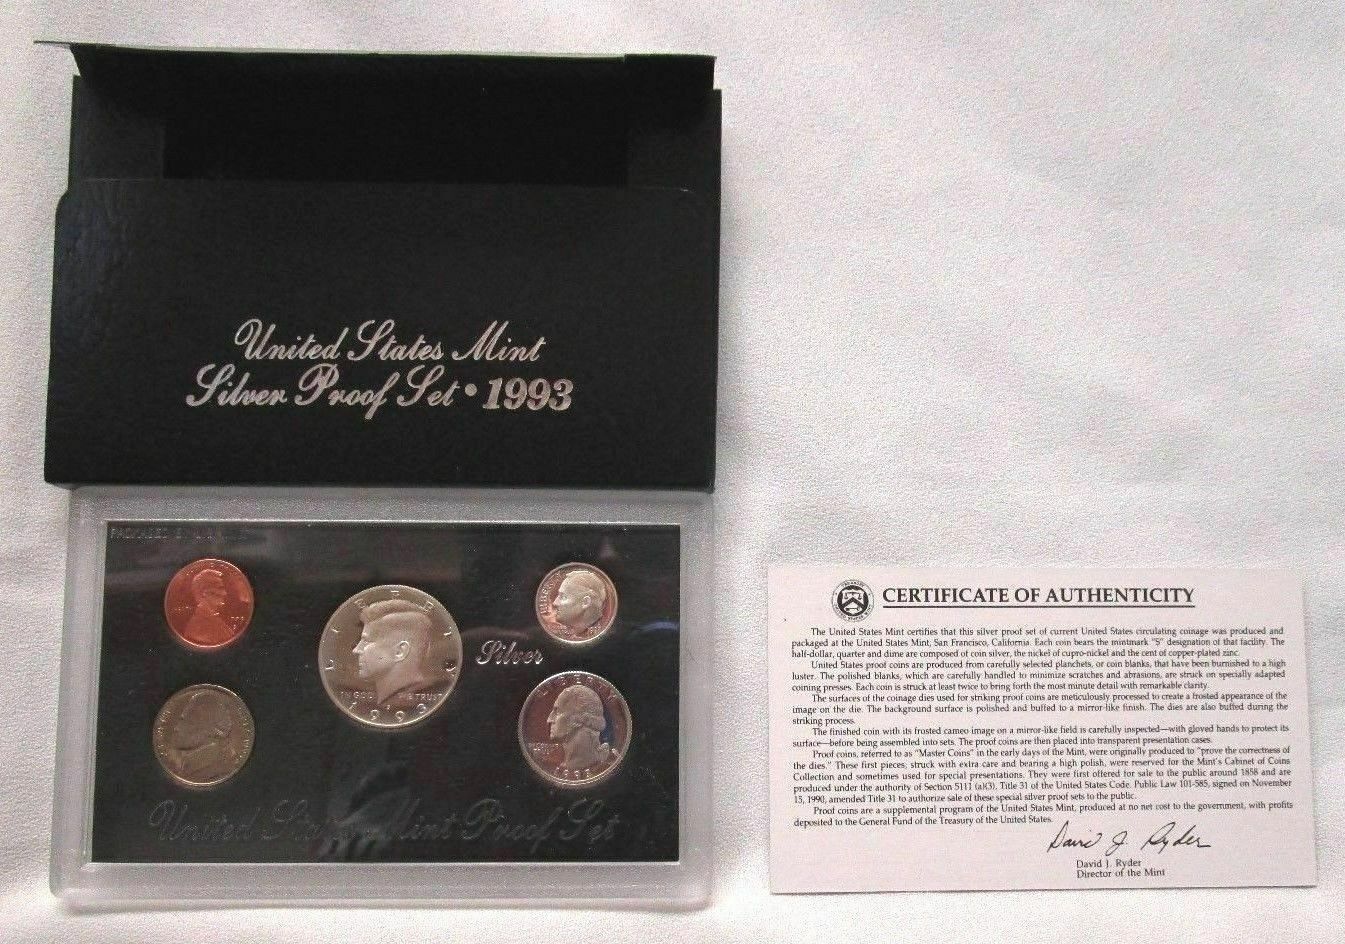 United States Mint
Silver Proof Set • 1993
PACKAGED BY U.S. MINT
LIBERTY
IN GOD WE TRUST
1993
Silver
LIBERTY
LIBERTY
United States Mint Proof Set
CERTIFICATE OF AUTHENTICITY
The United States Mint certifies that this silver proof set of current United States circulating coinage was produced and
packaged at the United States Mint, San Francisco, California. Each coin bears the mintmark "S" designation of that facility. The
half-dollar, quarter and dime are composed of coin silver, the nickel of cupro-nickel and the cent of copper-plated zinc.
United States proof coins are produced from carefully selected planchets, or coin blanks, that have been burnished to a high
luster. The polished blanks, which are carefully handled to minimize scratches and abrasions, are struck on specially adapted
coining presses. Each coin is struck at least twice to bring forth the most minute detail with remarkable clarity.
The surfaces of the coinage dies used for striking proof coins are meticulously processed to create a frosted appearance of the
image on the die. The background surface is polished and buffed to a mirror-like finish. The dies are also buffed during the
striking process.
The finished coin with its frosted cameo image on a mirror-like field is carefully inspected—with gloved hands to protect its
surface—before being assembled into sets. The proof coins are then placed into transparent presentation cases.
Proof coins, referred to as "Master Coins" in the early days of the Mint, were originally produced to "prove the correctness of
the dies." These first pieces, struck with extra care and bearing a high polish, were reserved for the Mint's Cabinet of Coins
Collection and sometimes used for special presentations. They were first offered for sale to the public around 1858 and are
produced under the authority of Section 5111 (a)(3), Title 31 of the United States Code. Public Law 101-585, signed on November
15, 1990, amended Title 31 to authorize sale of these special silver proof sets to the public.
Proof coins are a supplemental program of the United States Mint, produced at no net cost to the government, with profits
deposited to the General Fund of the Treasury of the United States.
David J. Ryder
David J. Ryder
Director of the Mint